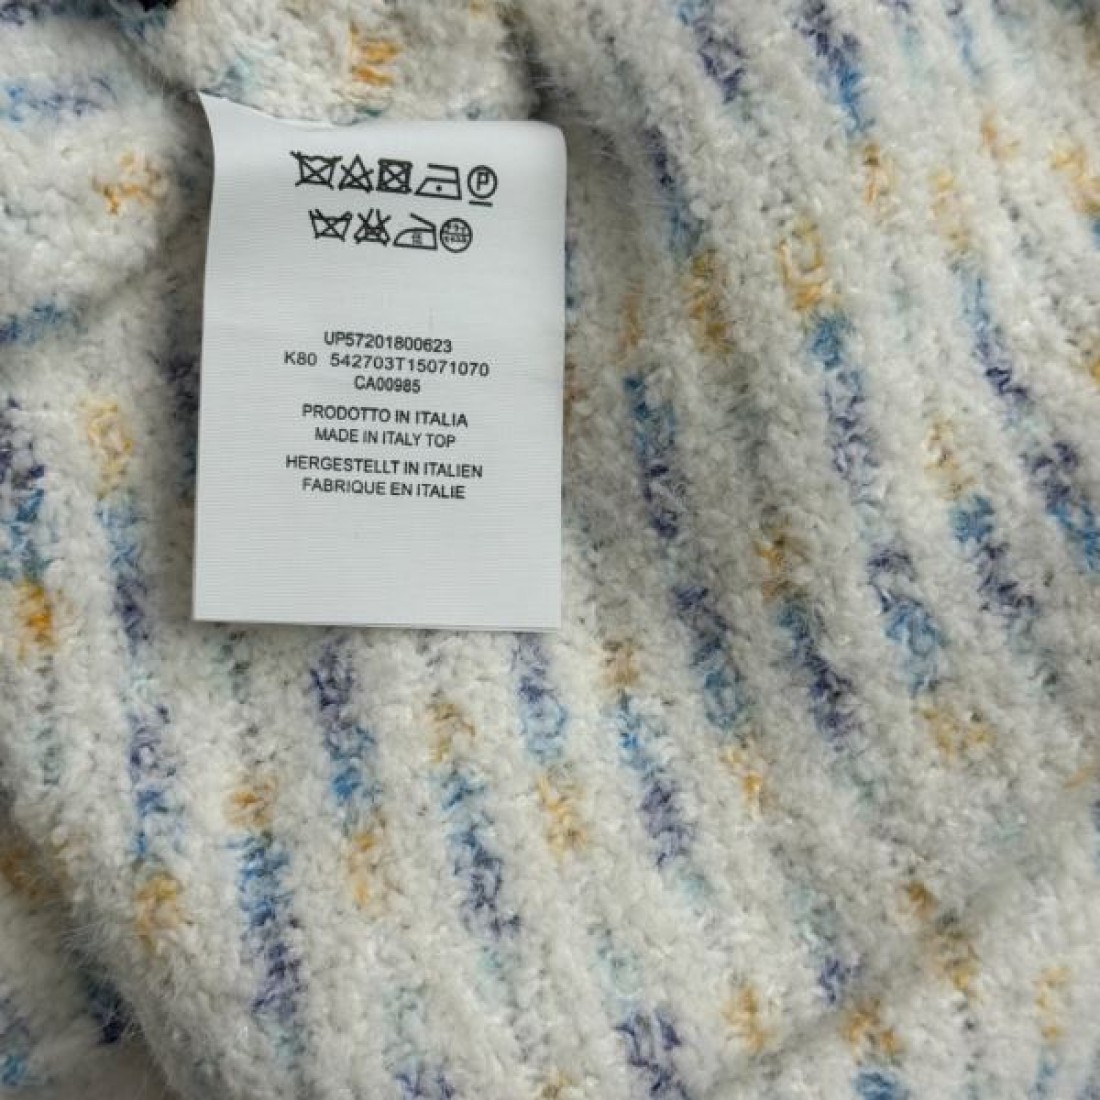 P
UP57201800623
K80 542703T15071070
CA00985
PRODOTTO IN ITALIA
MADE IN ITALY TOP
HERGESTELLT IN ITALIEN
FABRIQUE EN ITALIE